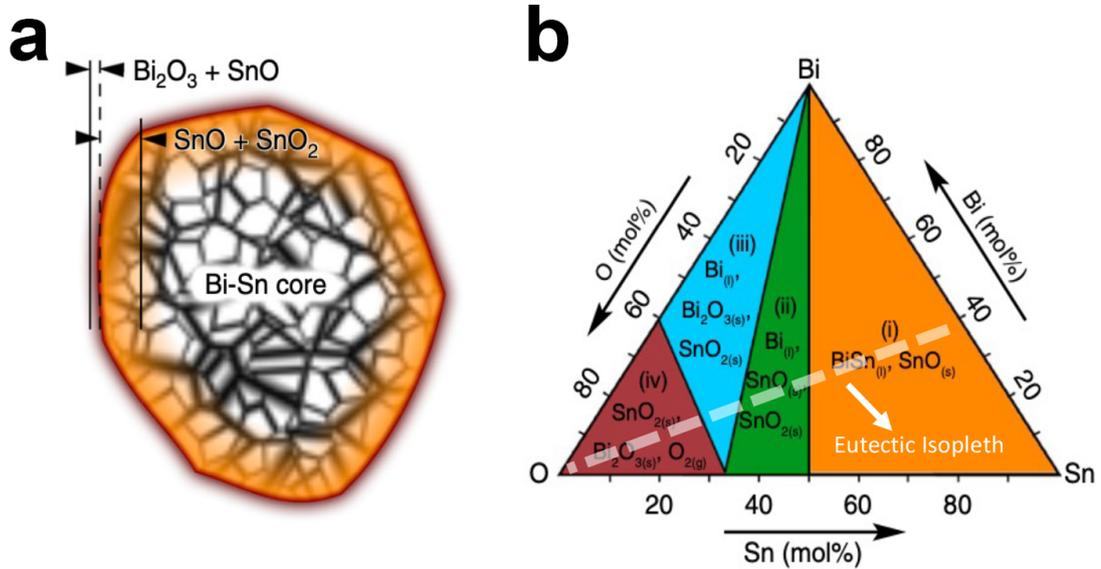 a
Bi₂O₃ + SnO
SnO + SnO₂
Bi-Sn core
b
Bi
20
40
60
80
O (mol%)
80
60
40
20
Bi (mol%)
(iii)
Bi(l),
Bi₂O₃(s),
SnO₂(s)
(ii)
Bi(l),
SnO(s),
SnO₂(s)
(i)
BiSn(l), SnO(s)
Eutectic Isopleth
(iv)
SnO₂(s),
Bi₂O₃(s), O₂(g)
O
Sn
20
40
60
80
Sn (mol%)